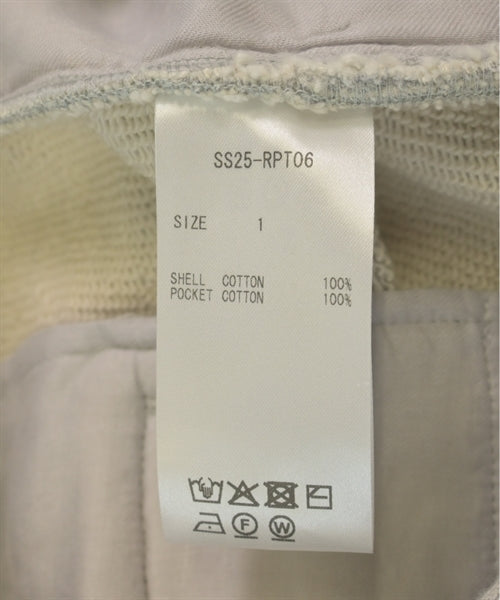 SS25-RPT06
SIZE 1
SHELL COTTON 100%
POCKET COTTON 100%
F W